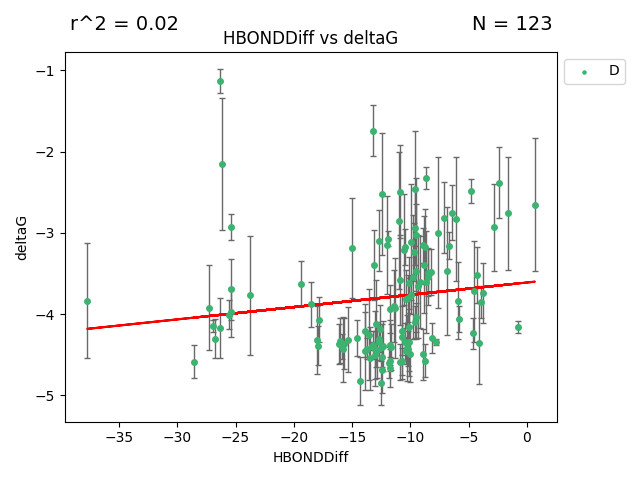 r^2 = 0.02
N = 123
HBONDDiff vs deltaG
D
−1
−2
−3
−4
−5
deltaG
−35
−30
−25
−20
−15
−10
−5
0
HBONDDiff